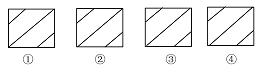 ① ② ③ ④